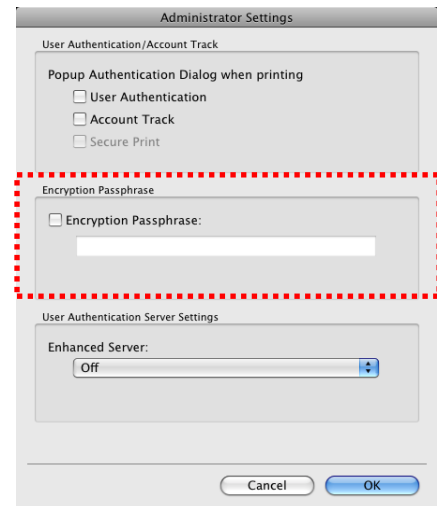 Administrator Settings
User Authentication/Account Track
Popup Authentication Dialog when printing
User Authentication
Account Track
Secure Print
Encryption Passphrase
Encryption Passphrase:
User Authentication Server Settings
Enhanced Server:
Off
Cancel OK